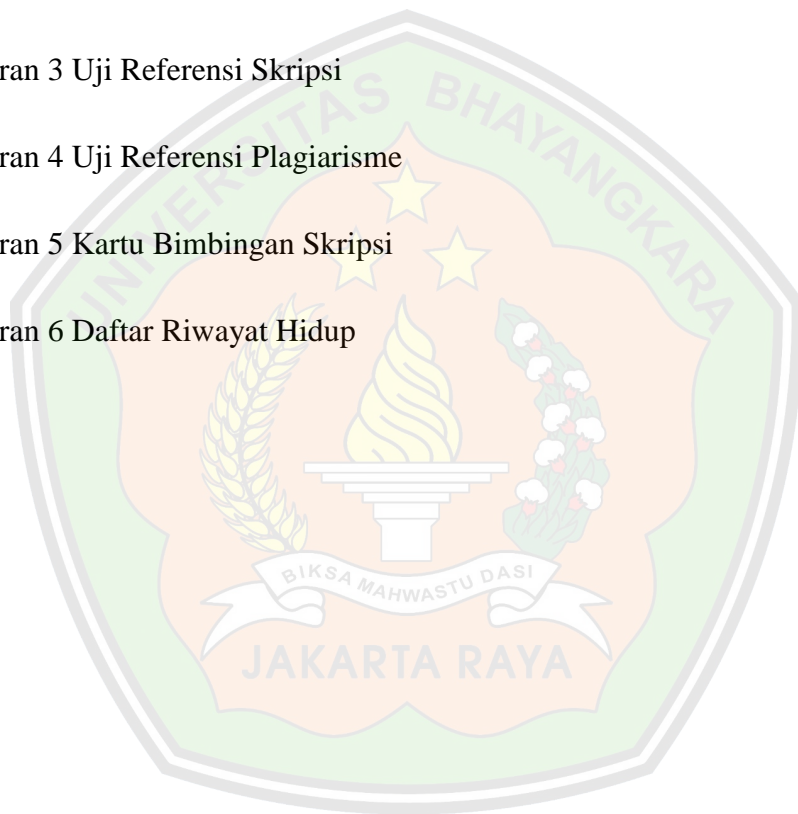 ran 3 Uji Referensi Skripsi
ran 4 Uji Referensi Plagiarisme
ran 5 Kartu Bimbingan Skripsi
ran 6 Daftar Riwayat Hidup
UNIVERSITAS BHAYANGKARA
BIKSA MAHWASTU DASI
JAKARTA RAYA